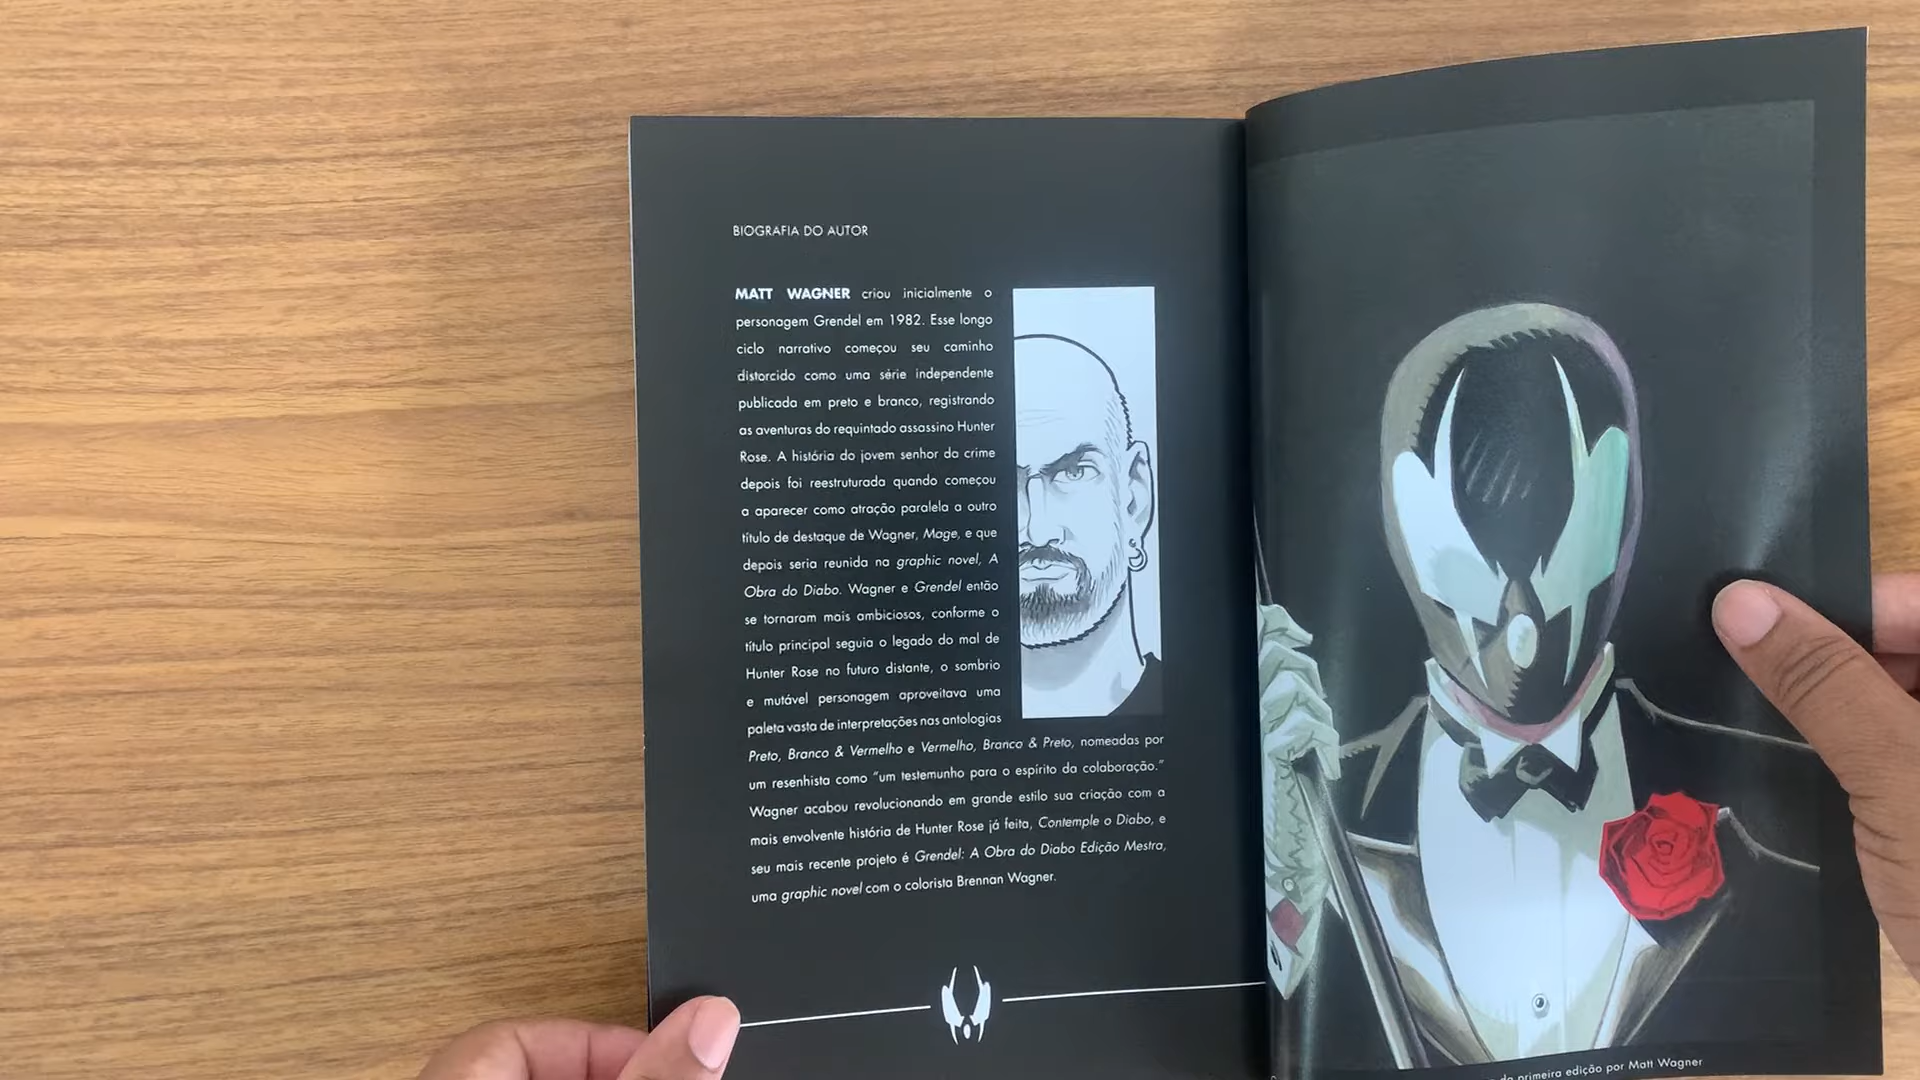 BIOGRAFIA DO AUTOR
MATT WAGNER criou inicialmente o
personagem Grendel em 1982. Esse longo
ciclo narrativo começou seu caminho
distorcido como uma série independente
publicada em preto e branco, registrando
as aventuras do requintado assassino Hunter
Rose. A história do jovem senhor do crime
depois foi reestruturada quando começou
a aparecer como atração paralela a outro
título de destaque de Wagner, Mage, e que
depois seria reunida na graphic novel, A
Obra do Diabo. Wagner e Grendel então
se tornaram mais ambiciosos, conforme o
título principal seguia o legado do mal de
Hunter Rose no futuro distante, o sombrio
e mutável personagem aproveitava uma
paleta vasta de interpretações nas antologias
Preto, Branco & Vermelho e Vermelho, Branco & Preto, nomeadas por
um resenhista como “um testemunho para o espírito da colaboração.”
Wagner acabou revolucionando em grande estilo sua criação com a
mais envolvente história de Hunter Rose já feita, Contemple o Diabo, e
seu mais recente projeto é Grendel: A Obra do Diabo Edição Mestra,
uma graphic novel com o colorista Brennan Wagner.
da primeira edição por Matt Wagner